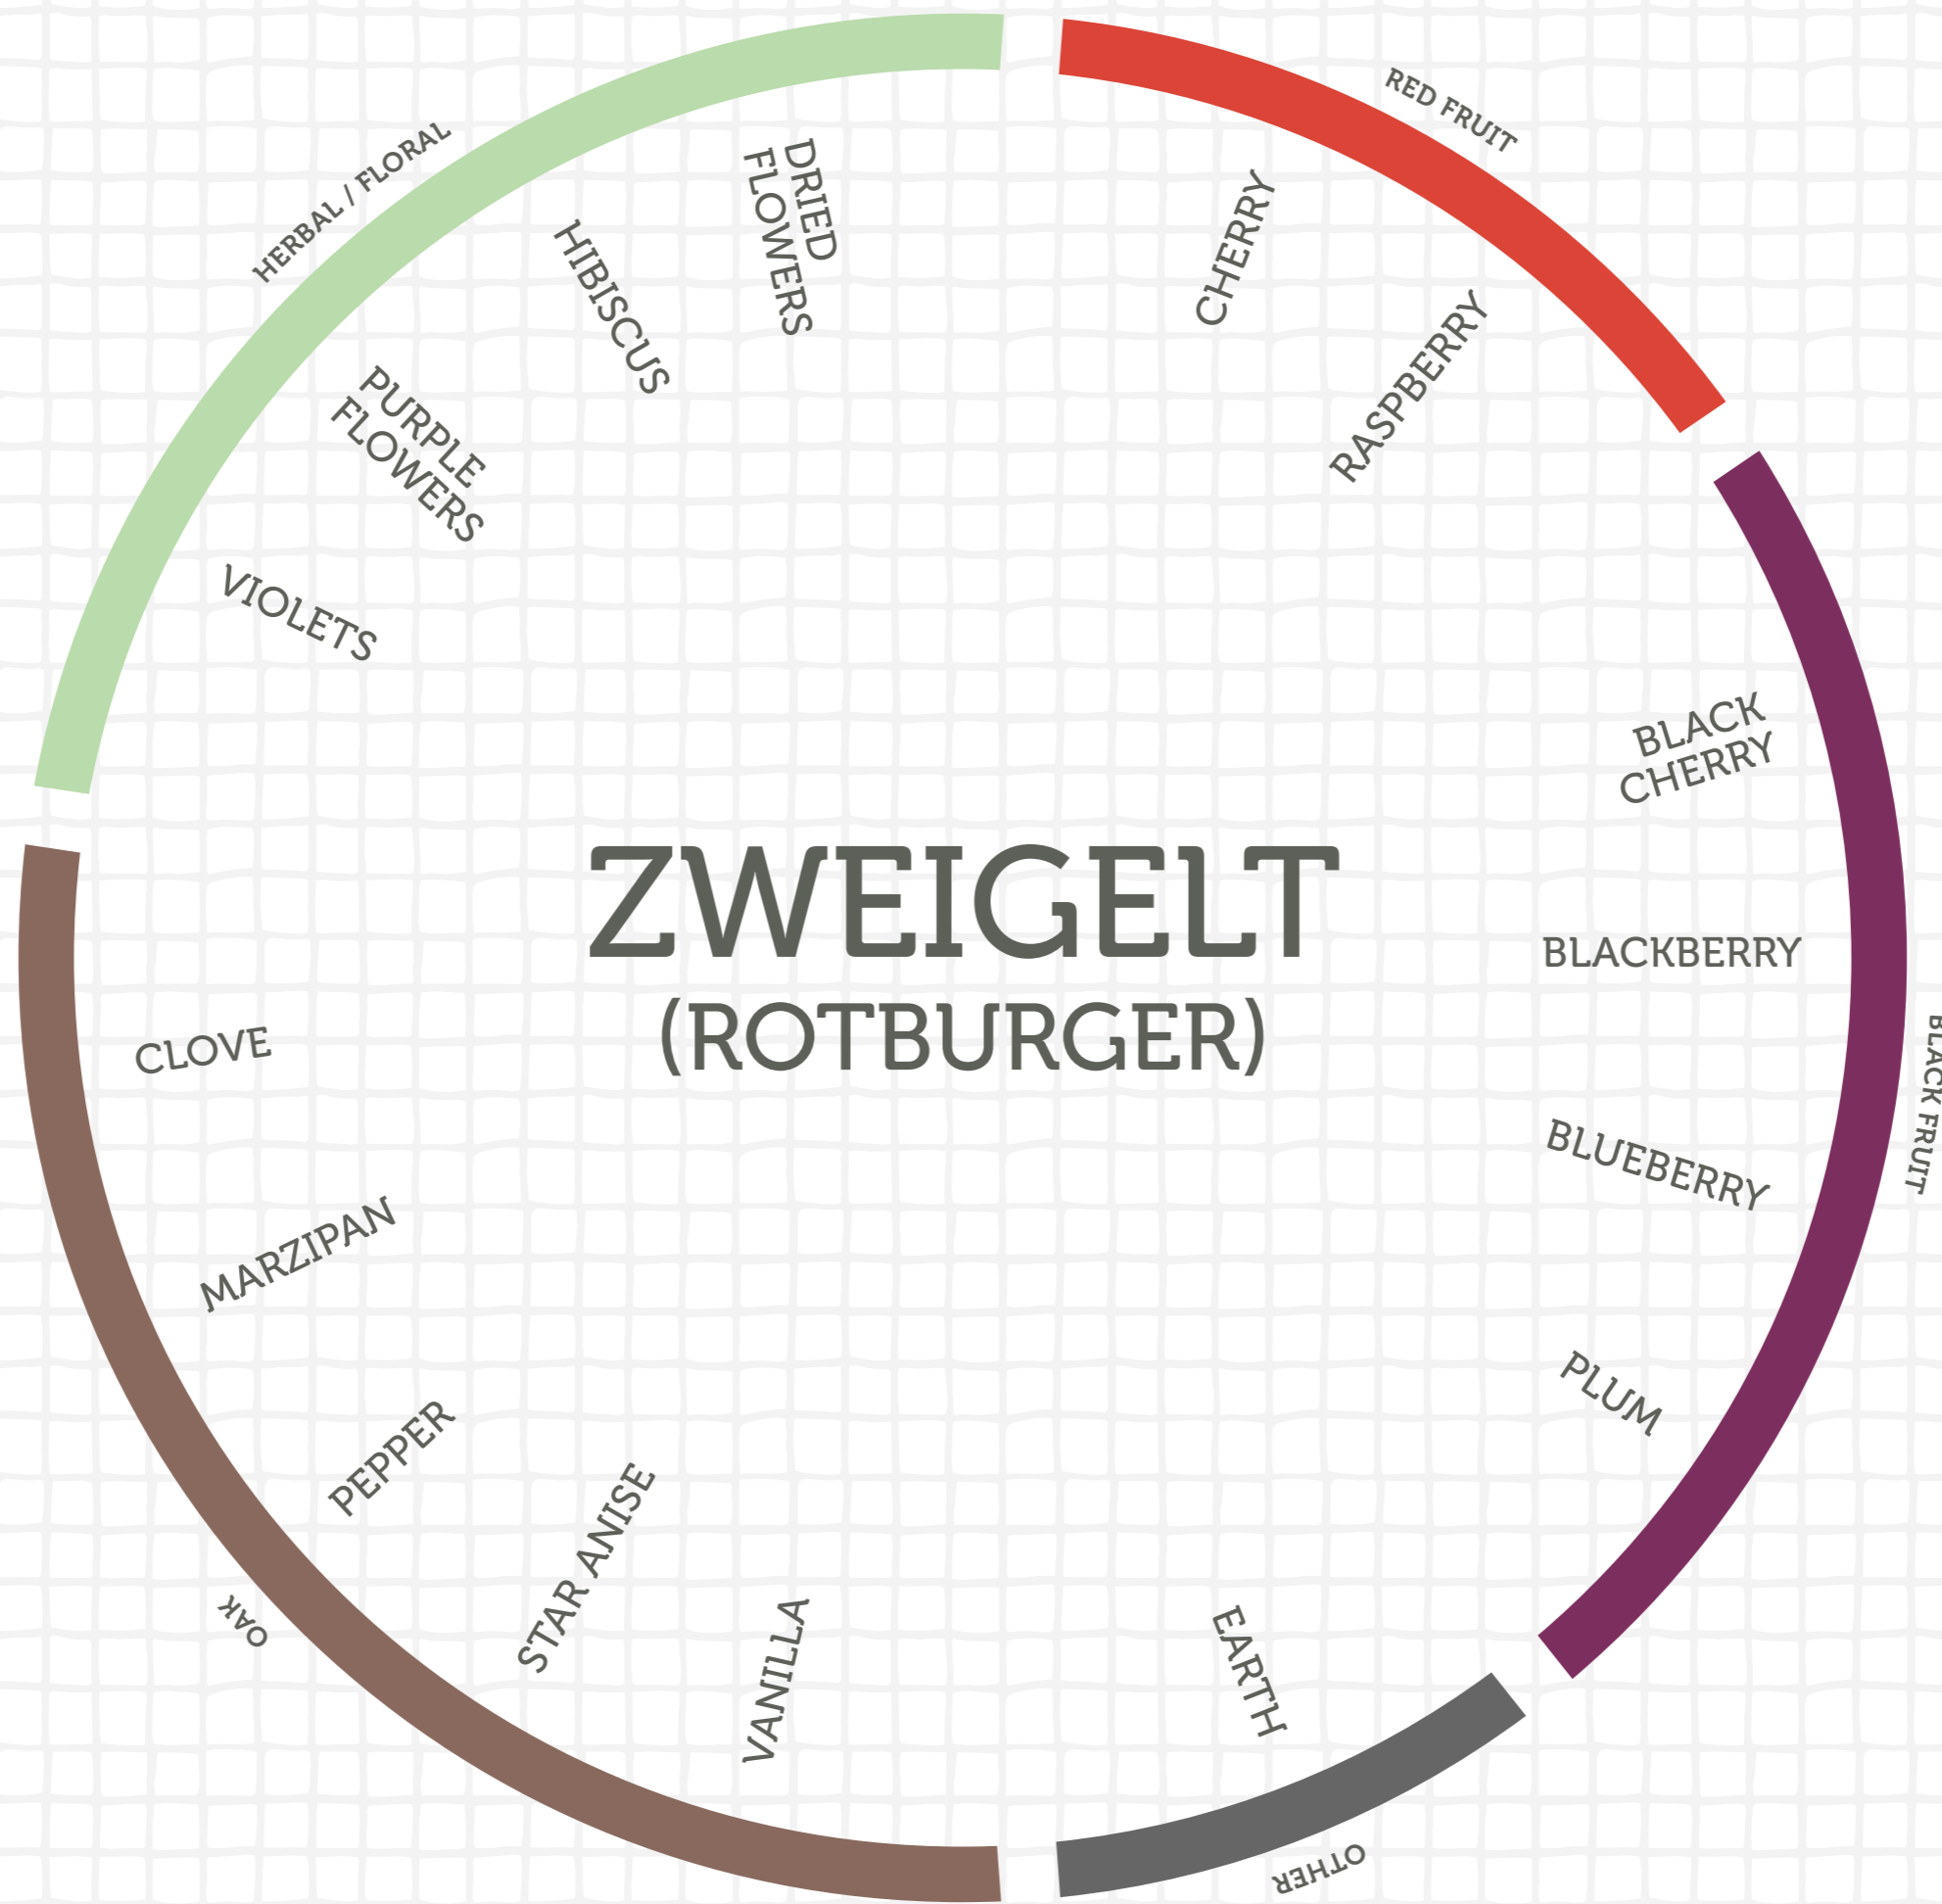 RED FRUIT
CHERRY
RASPBERRY
BLACK FRUIT
BLACK
CHERRY
BLACKBERRY
BLUEBERRY
PLUM
OTHER
EARTH
OAK
VANILLA
STAR ANISE
PEPPER
MARZIPAN
CLOVE
HERBAL / FLORAL
VIOLETS
PURPLE
FLOWERS
HIBISCUS
DRIED
FLOWERS
ZWEIGELT
(ROTBURGER)